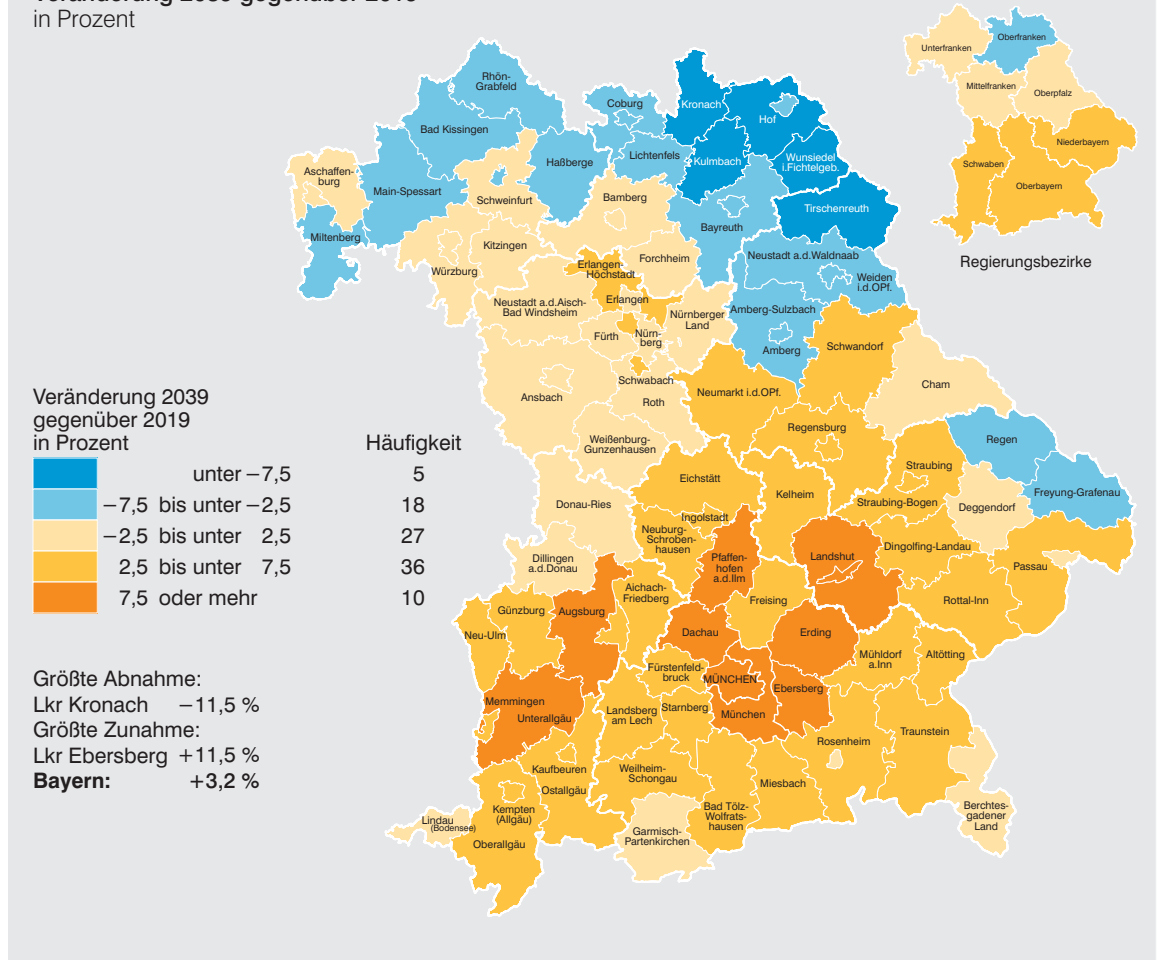 in Prozent
Unterfranken
Oberfranken
Mittelfranken
Oberpfalz
Niederbayern
Schwaben
Oberbayern
Regierungsbezirke
Rhön-
Grabfeld
Coburg
Kronach
Hof
Bad Kissingen
Lichtenfels
Kulmbach
Wunsiedel
i.Fichtelgeb.
Haßberge
Aschaffen-
burg
Main-Spessart
Schweinfurt
Bamberg
Tirschenreuth
Bayreuth
Miltenberg
Kitzingen
Würzburg
Forchheim
Erlangen-
Höchstadt
Neustadt a.d.Waldnaab
Weiden
i.d.OPf.
Neustadt a.d.Aisch-
Bad Windsheim
Erlangen
Nürnberger
Land
Amberg-Sulzbach
Fürth
Nürn-
berg
Amberg
Schwandorf
Schwabach
Ansbach
Roth
Neumarkt i.d.OPf.
Cham
Weißenburg-
Gunzenhausen
Regensburg
Regen
Eichstätt
Straubing
Kelheim
Freyung-Grafenau
Donau-Ries
Straubing-Bogen
Deggendorf
Ingolstadt
Neuburg-
Schroben-
hausen
Dingolfing-Landau
Dillingen
a.d.Donau
Pfaffen-
hofen
a.d.Ilm
Landshut
Passau
Aichach-
Friedberg
Freising
Rottal-Inn
Günzburg
Augsburg
Neu-Ulm
Dachau
Erding
Mühldorf
a.Inn
Altötting
Fürstenfeld-
bruck
MÜNCHEN
Ebersberg
Memmingen
Unterallgäu
Landsberg
am Lech
Starnberg
München
Rosenheim
Traunstein
Kaufbeuren
Ostallgäu
Weilheim-
Schongau
Miesbach
Kempten
(Allgäu)
Bad Tölz-
Wolfrats-
hausen
Berchtes-
gadener
Land
Lindau
(Bodensee)
Oberallgäu
Garmisch-
Partenkirchen
Veränderung 2039
gegenüber 2019
in Prozent Häufigkeit
unter −7,5 5
−7,5 bis unter −2,5 18
−2,5 bis unter 2,5 27
2,5 bis unter 7,5 36
7,5 oder mehr 10
Größte Abnahme:
Lkr Kronach −11,5 %
Größte Zunahme:
Lkr Ebersberg +11,5 %
Bayern: +3,2 %